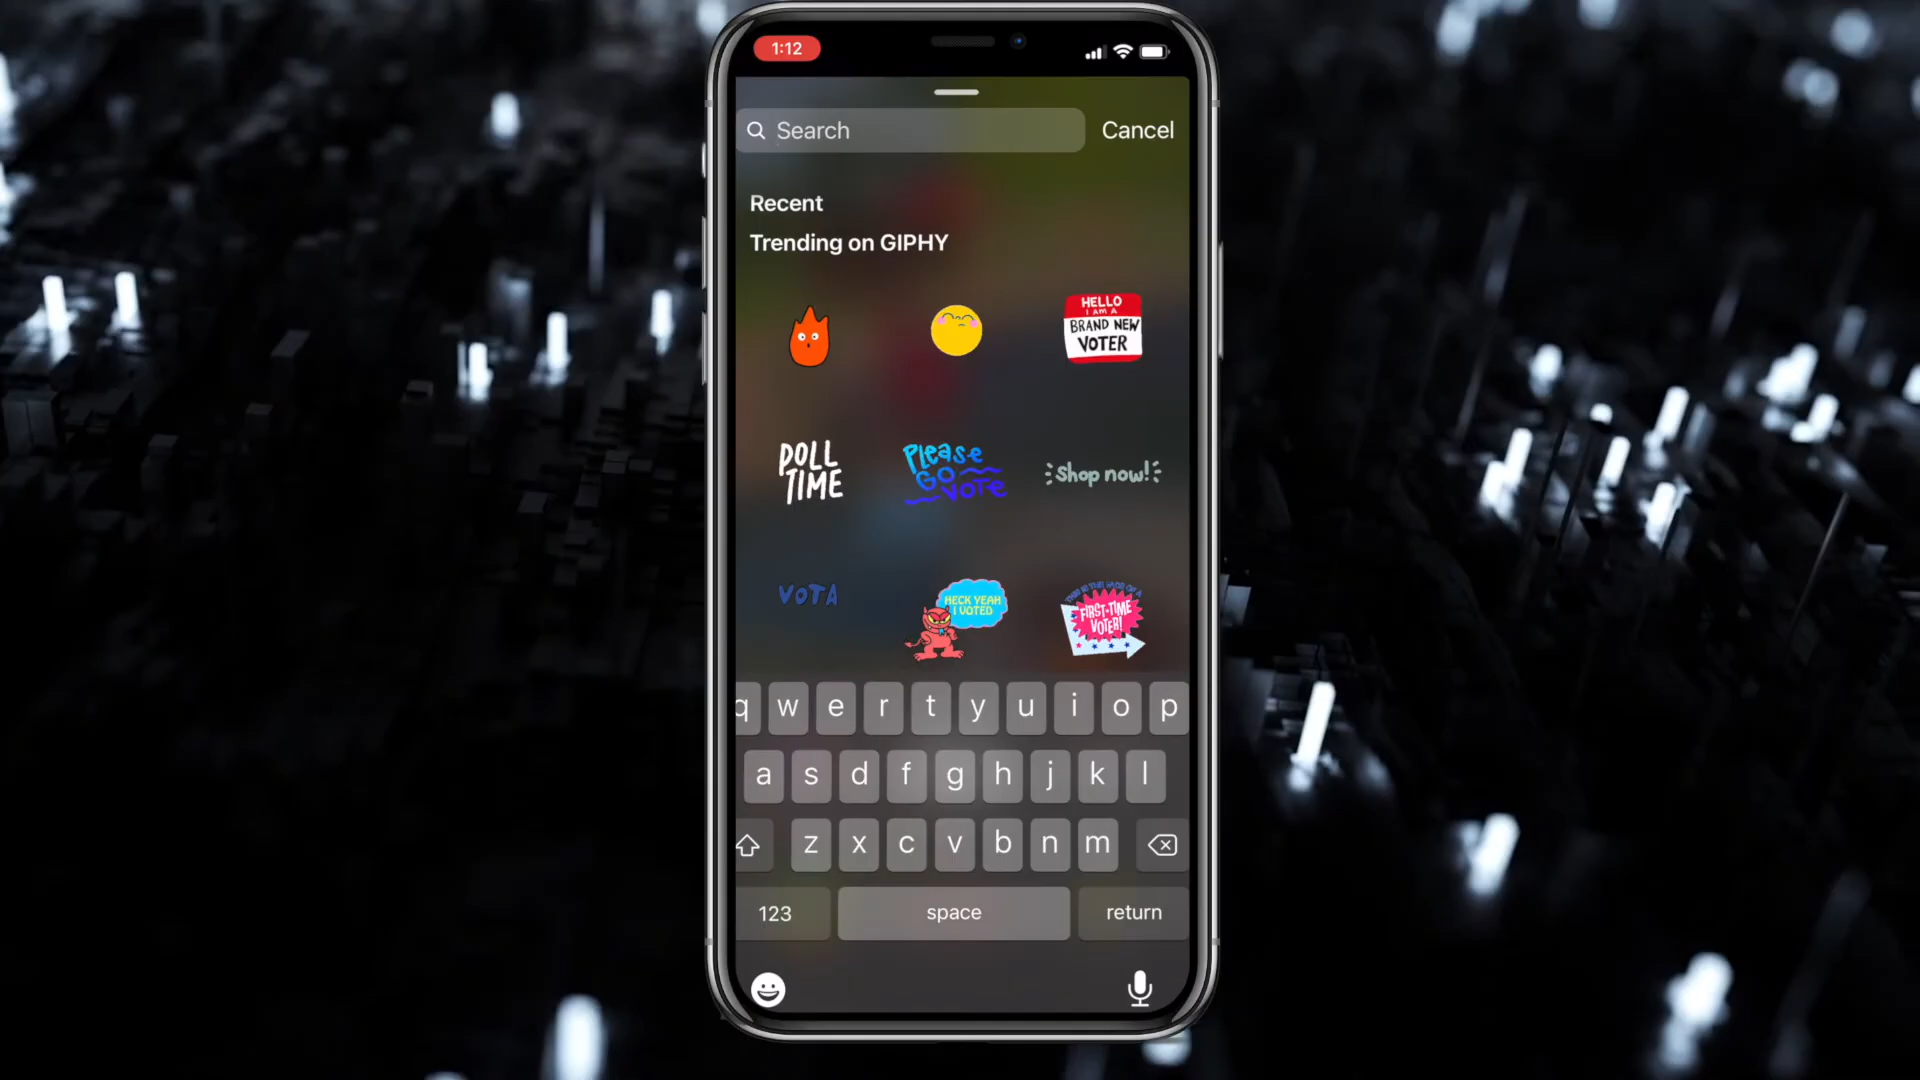 1:12
Search
Cancel
Recent
Trending on GIPHY
HELLO
I AM A
BRAND NEW
VOTER
POLL
TIME
Please
GO
VOTE
Shop now!
VOTA
HECK YEAH
I VOTED
FIRST-TIME
VOTER!
q w e r t y u i o p
a s d f g h j k l
z x c v b n m
123
space
return